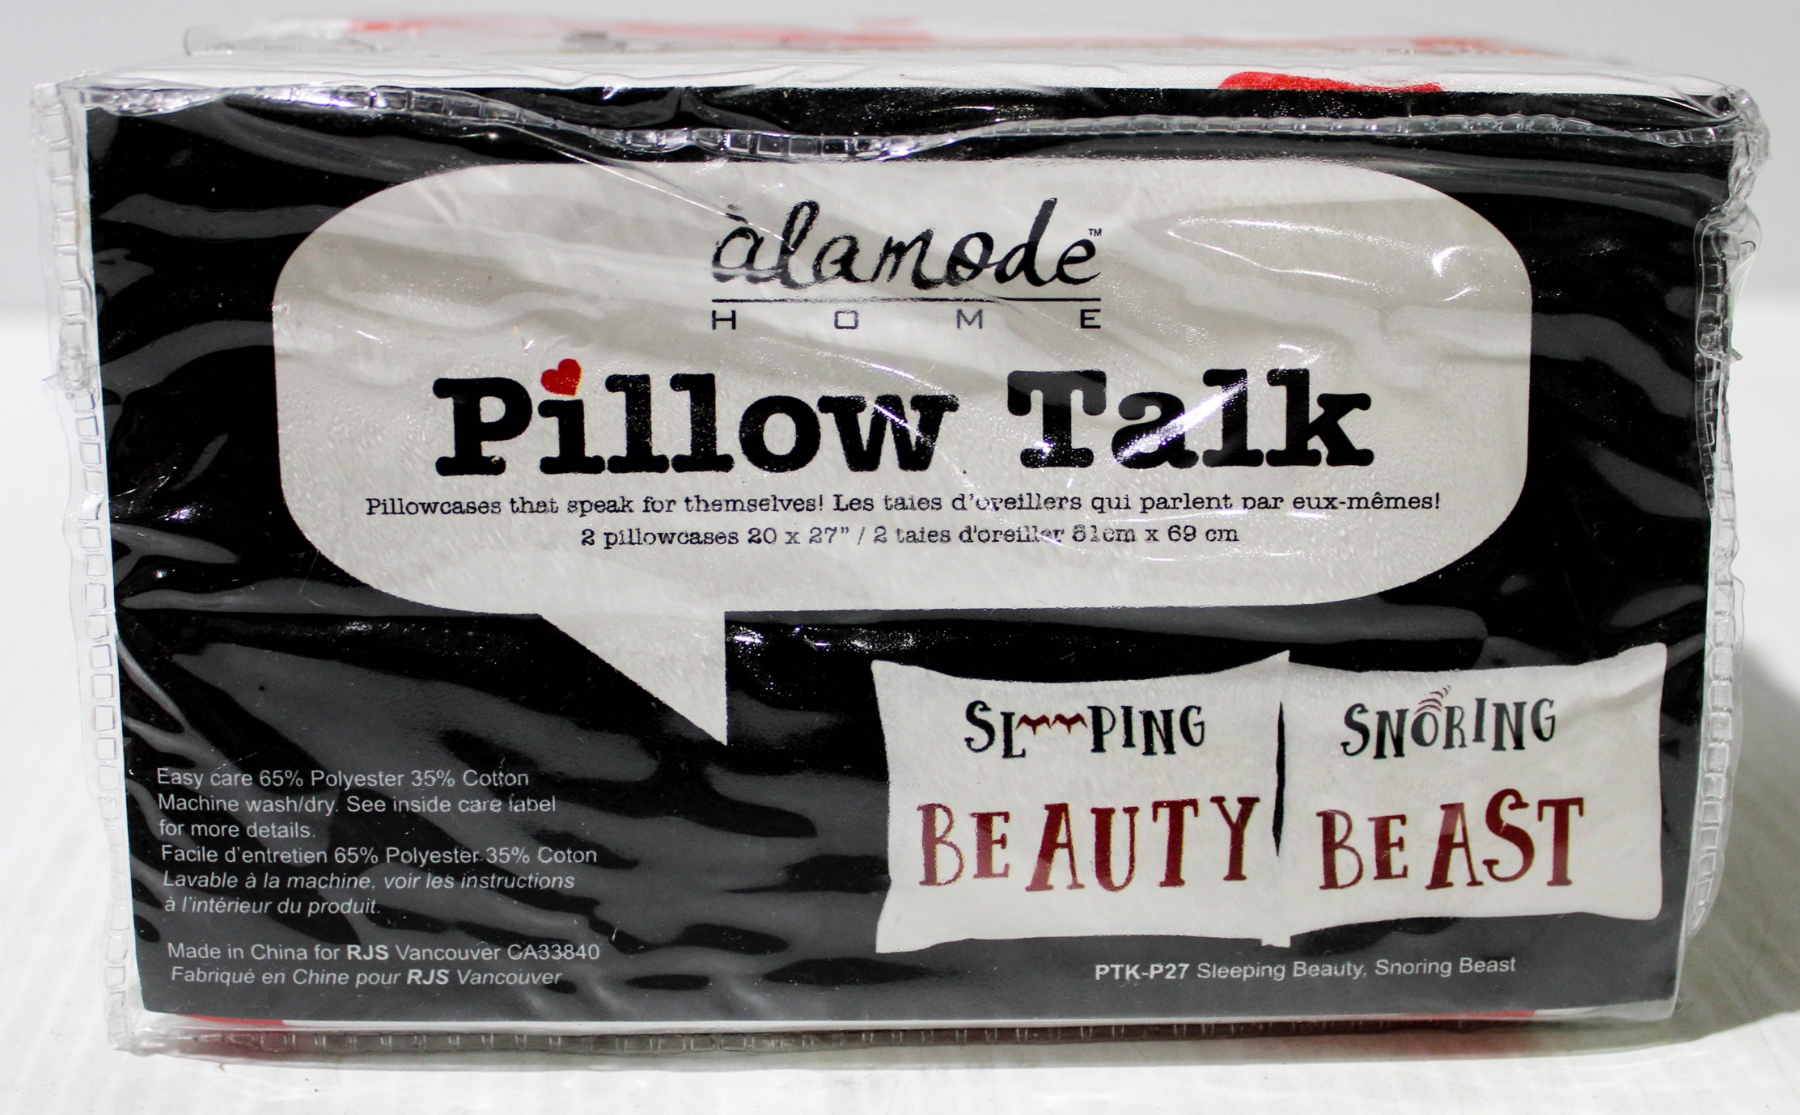 àlamode™
HOME
Pillow Talk
Pillowcases that speak for themselves! Les taies d'oreillers qui parlent par eux-mêmes!
2 pillowcases 20 x 27" / 2 taies d'oreiller 51cm x 69 cm
SLEEPING
BEAUTY
SNORING
BEAST
Easy care 65% Polyester 35% Cotton
Machine wash/dry. See inside care label
for more details.
Facile d'entretien 65% Polyester 35% Coton
Lavable à la machine, voir les instructions
à l'intérieur du produit.
Made in China for RJS Vancouver CA33840
Fabriqué en Chine pour RJS Vancouver
PTK-P27 Sleeping Beauty, Snoring Beast